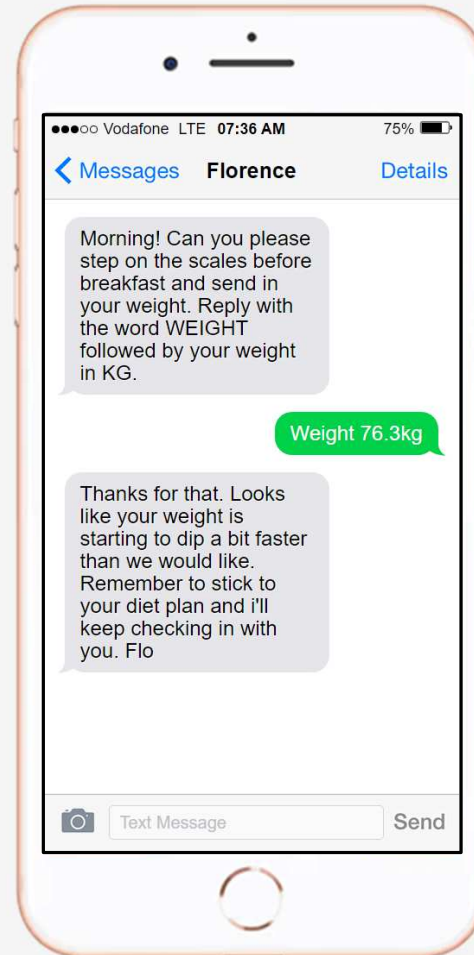 ●●●○○ Vodafone LTE 07:36 AM 75%
Messages Florence Details
Morning! Can you please
step on the scales before
breakfast and send in
your weight. Reply with
the word WEIGHT
followed by your weight
in KG.
Weight 76.3kg
Thanks for that. Looks
like your weight is
starting to dip a bit faster
than we would like.
Remember to stick to
your diet plan and i'll
keep checking in with
you. Flo
Text Message Send